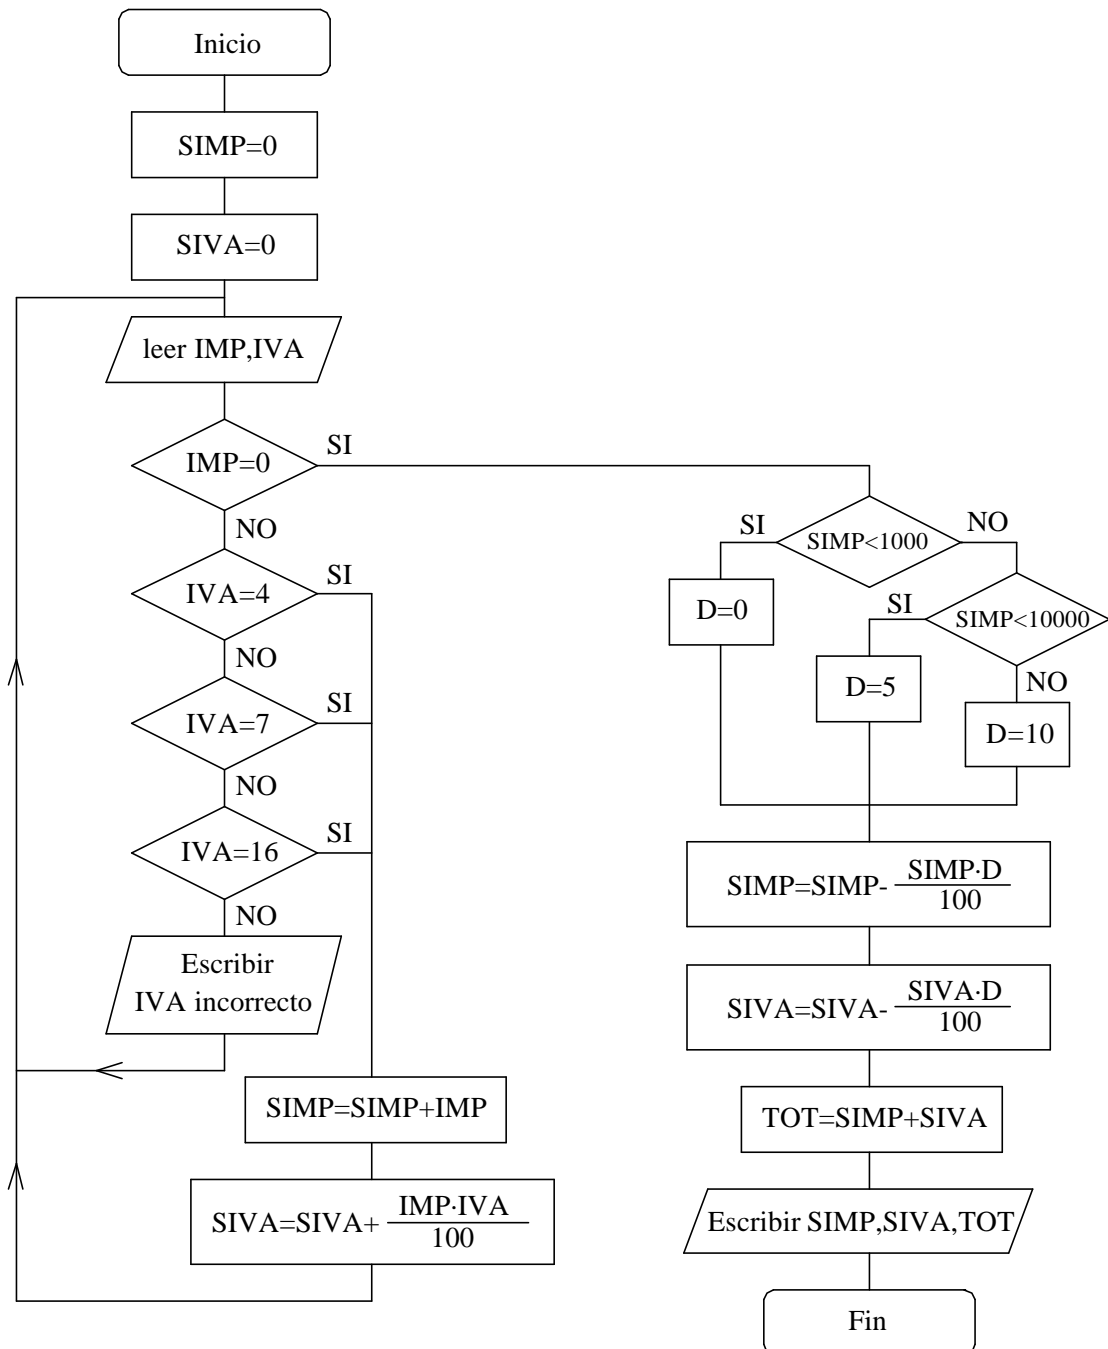 Inicio
SIMP=0
SIVA=0
leer IMP,IVA
IMP=0
SI
NO
IVA=4
SI
NO
IVA=7
SI
NO
IVA=16
SI
NO
Escribir
IVA incorrecto
SIMP=SIMP+IMP
SIVA=SIVA+ IMP·IVA
100
SIMP<1000
SI
NO
D=0
SIMP<10000
SI
NO
D=5
D=10
SIMP=SIMP- SIMP·D
100
SIVA=SIVA- SIVA·D
100
TOT=SIMP+SIVA
Escribir SIMP,SIVA,TOT
Fin